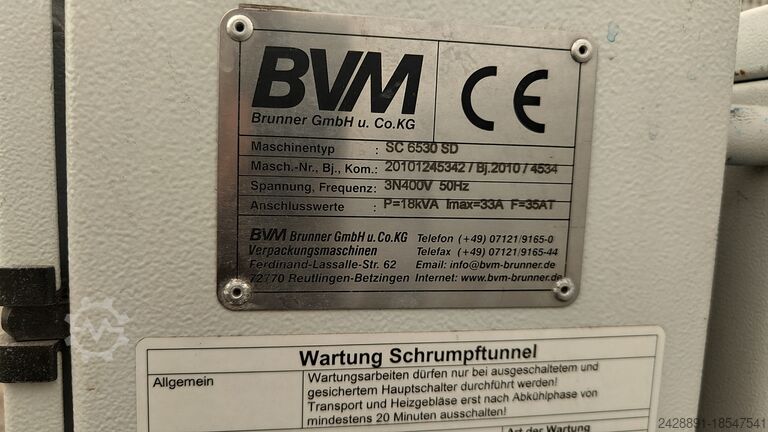 BVM
Brunner GmbH u. Co.KG
CE
Maschinentyp : SC 6530 SD
Masch.-Nr., Bj., Kom.: 20101245342 / Bj.2010 / 4534
Spannung, Frequenz: 3N400V 50Hz
Anschlusswerte : P=18kVA Imax=33A F=35AT
BVM Brunner GmbH u. Co.KG Telefon (+49) 07121/9165-0
Verpackungsmaschinen Telefax (+49) 07121/9165-44
Ferdinand-Lassalle-Str. 62 Email: info@bvm-brunner.de
72770 Reutlingen-Betzingen Internet: www.bvm-brunner.de
Wartung Schrumpftunnel
Allgemein
Wartungsarbeiten dürfen nur bei ausgeschaltetem und
gesichertem Hauptschalter durchführt werden!
Transport und Heizgebläse erst nach Abkühlphase von
mindestens 20 Minuten ausschalten!
Art der Wartung
2428891-18547541